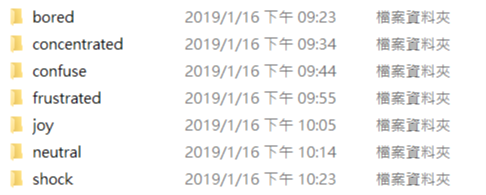 bored 2019/1/16 下午 09:23 檔案資料夾
concentrated 2019/1/16 下午 09:34 檔案資料夾
confuse 2019/1/16 下午 09:44 檔案資料夾
frustrated 2019/1/16 下午 09:55 檔案資料夾
joy 2019/1/16 下午 10:05 檔案資料夾
neutral 2019/1/16 下午 10:14 檔案資料夾
shock 2019/1/16 下午 10:23 檔案資料夾